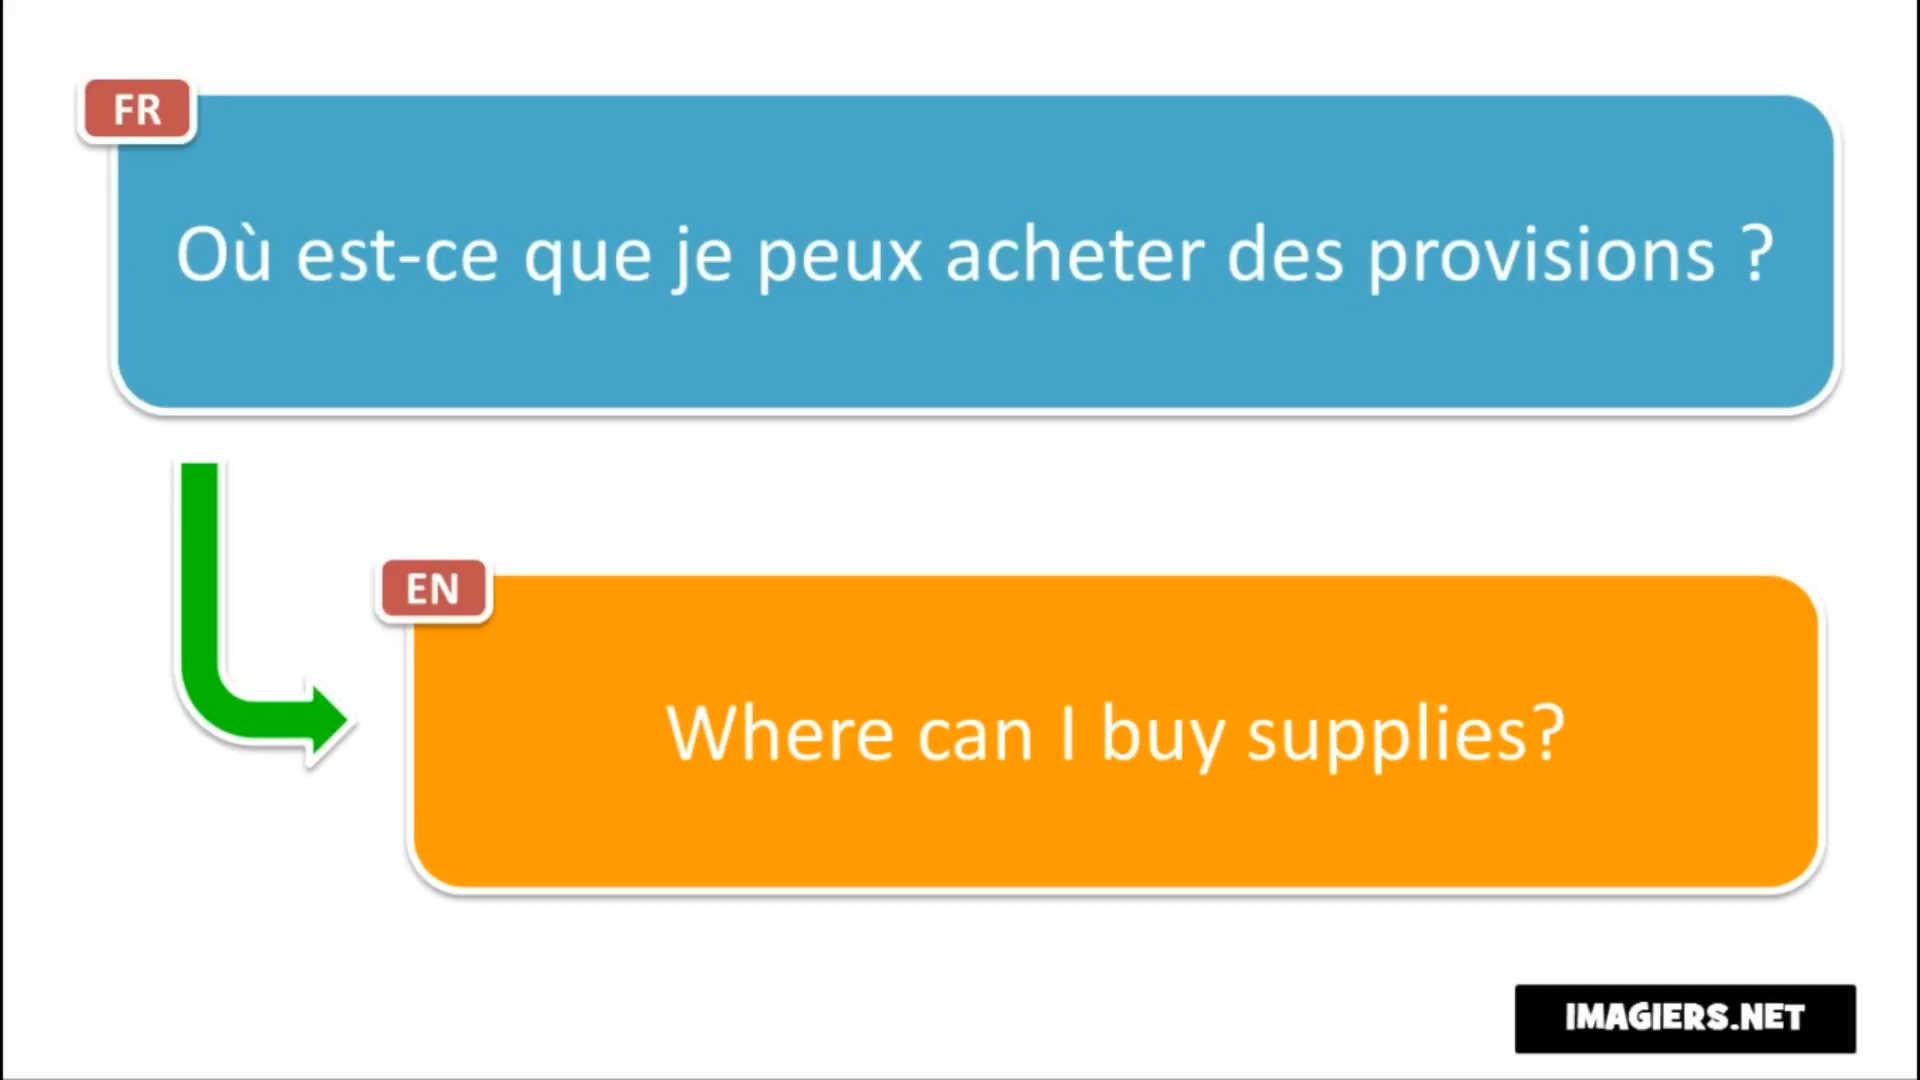 FR
Où est-ce que je peux acheter des provisions ?
EN
Where can I buy supplies?
IMAGIERS.NET